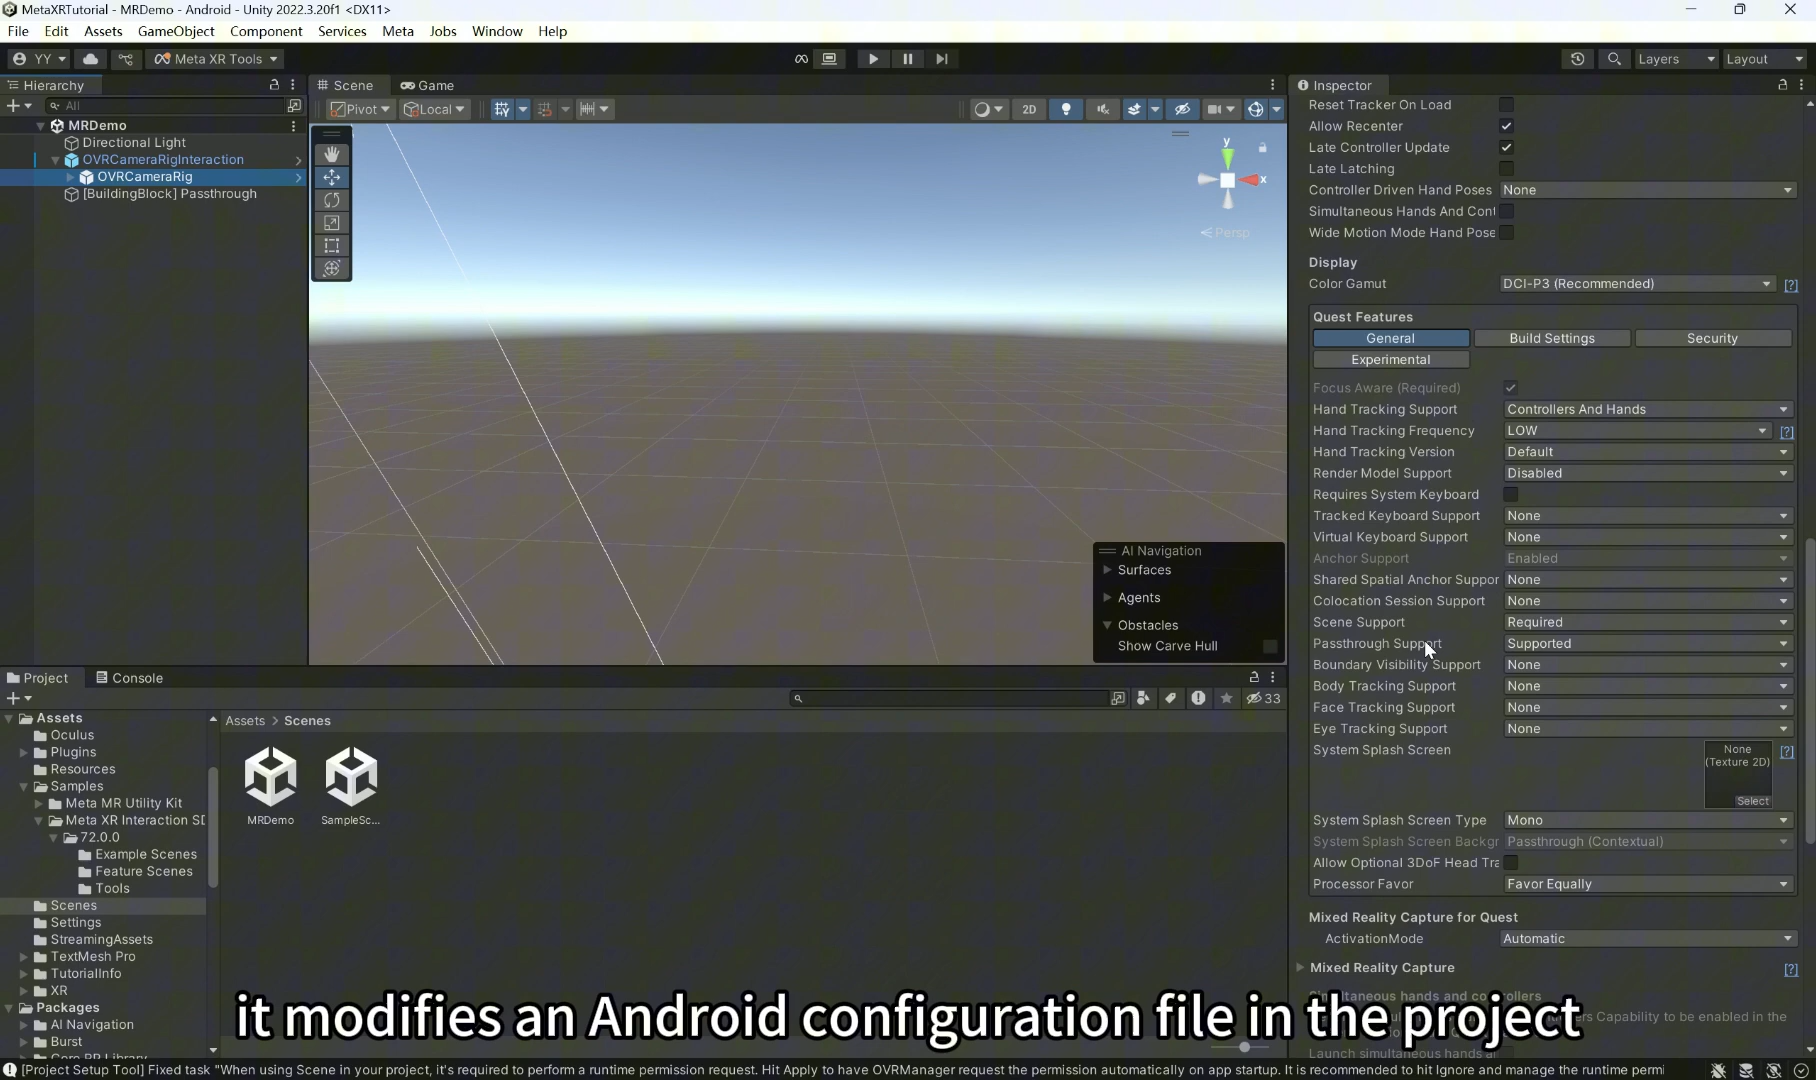 MetaXRTutorial - MRDemo - Android - Unity 2022.3.20f1 <DX11>
File Edit Assets GameObject Component Services Meta Jobs Window Help
YY Meta XR Tools Layers Layout
Hierarchy
All
MRDemo
Directional Light
OVRCameraRigInteraction
OVRCameraRig
[BuildingBlock] Passthrough
Scene Game
Pivot Local 2D
y
x
Persp
AI Navigation
Surfaces
Agents
Obstacles
Show Carve Hull
Inspector
Reset Tracker On Load
Allow Recenter
Late Controller Update
Late Latching
Controller Driven Hand Poses None
Simultaneous Hands And Cont
Wide Motion Mode Hand Pose
Display
Color Gamut DCI-P3 (Recommended) [?]
Quest Features
General Build Settings Security
Experimental
Focus Aware (Required)
Hand Tracking Support Controllers And Hands
Hand Tracking Frequency LOW [?]
Hand Tracking Version Default
Render Model Support Disabled
Requires System Keyboard
Tracked Keyboard Support None
Virtual Keyboard Support None
Anchor Support Enabled
Shared Spatial Anchor Suppor None
Colocation Session Support None
Scene Support Required
Passthrough Support Supported
Boundary Visibility Support None
Body Tracking Support None
Face Tracking Support None
Eye Tracking Support None
System Splash Screen None (Texture 2D) Select [?]
System Splash Screen Type Mono
System Splash Screen Backgr Passthrough (Contextual)
Allow Optional 3DoF Head Tra
Processor Favor Favor Equally
Mixed Reality Capture for Quest
ActivationMode Automatic
Mixed Reality Capture [?]
Launch simultaneous hands a
Project Console
33
Assets
Oculus
Plugins
Resources
Samples
Meta MR Utility Kit
Meta XR Interaction SD
72.0.0
Example Scenes
Feature Scenes
Tools
Scenes
Settings
StreamingAssets
TextMesh Pro
TutorialInfo
XR
Packages
AI Navigation
Burst
Core RP Library
Assets > Scenes
MRDemo SampleSc...
it modifies an Android configuration file in the project
[Project Setup Tool] Fixed task "When using Scene in your project, it's required to perform a runtime permission request. Hit Apply to have OVRManager request the permission automatically on app startup. It is recommended to hit Ignore and manage the runtime permi